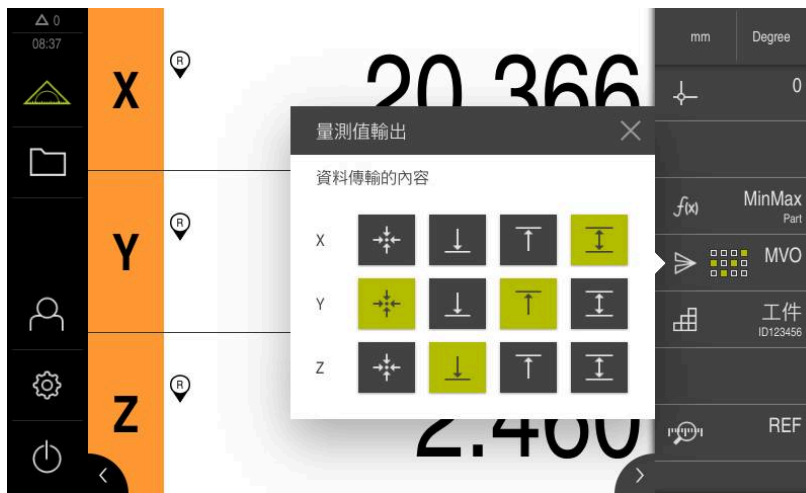 0
08:37
mm
Degree
X
R
20.366
0
量測值輸出
資料傳輸的內容
X
Y
Z
Y
R
f(x)
MinMax
Part
MVO
工件
ID123456
Z
R
2.460
REF